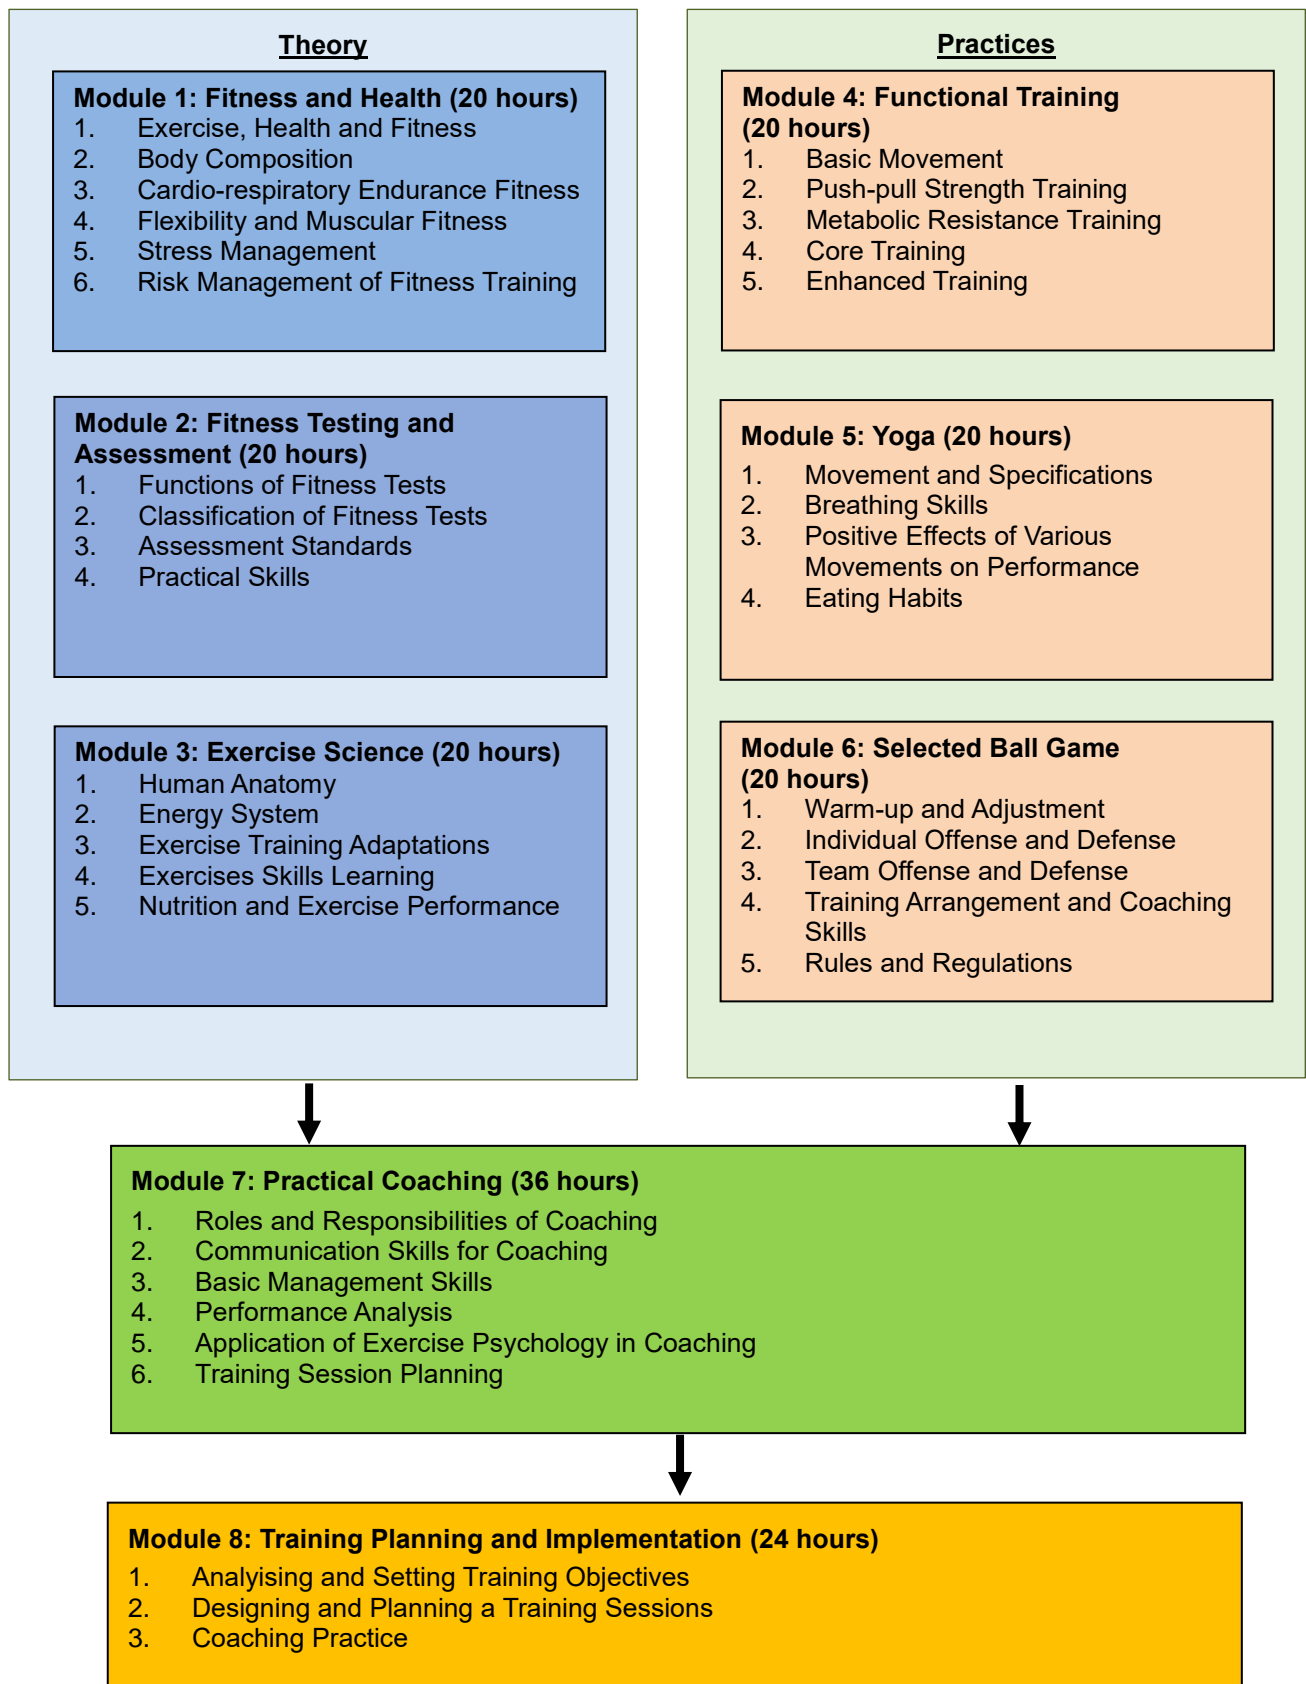 Theory
Module 1: Fitness and Health (20 hours)
1. Exercise, Health and Fitness
2. Body Composition
3. Cardio-respiratory Endurance Fitness
4. Flexibility and Muscular Fitness
5. Stress Management
6. Risk Management of Fitness Training
Module 2: Fitness Testing and
Assessment (20 hours)
1. Functions of Fitness Tests
2. Classification of Fitness Tests
3. Assessment Standards
4. Practical Skills
Module 3: Exercise Science (20 hours)
1. Human Anatomy
2. Energy System
3. Exercise Training Adaptations
4. Exercises Skills Learning
5. Nutrition and Exercise Performance
Practices
Module 4: Functional Training
(20 hours)
1. Basic Movement
2. Push-pull Strength Training
3. Metabolic Resistance Training
4. Core Training
5. Enhanced Training
Module 5: Yoga (20 hours)
1. Movement and Specifications
2. Breathing Skills
3. Positive Effects of Various
Movements on Performance
4. Eating Habits
Module 6: Selected Ball Game
(20 hours)
1. Warm-up and Adjustment
2. Individual Offense and Defense
3. Team Offense and Defense
4. Training Arrangement and Coaching
Skills
5. Rules and Regulations
Module 7: Practical Coaching (36 hours)
1. Roles and Responsibilities of Coaching
2. Communication Skills for Coaching
3. Basic Management Skills
4. Performance Analysis
5. Application of Exercise Psychology in Coaching
6. Training Session Planning
Module 8: Training Planning and Implementation (24 hours)
1. Analyising and Setting Training Objectives
2. Designing and Planning a Training Sessions
3. Coaching Practice